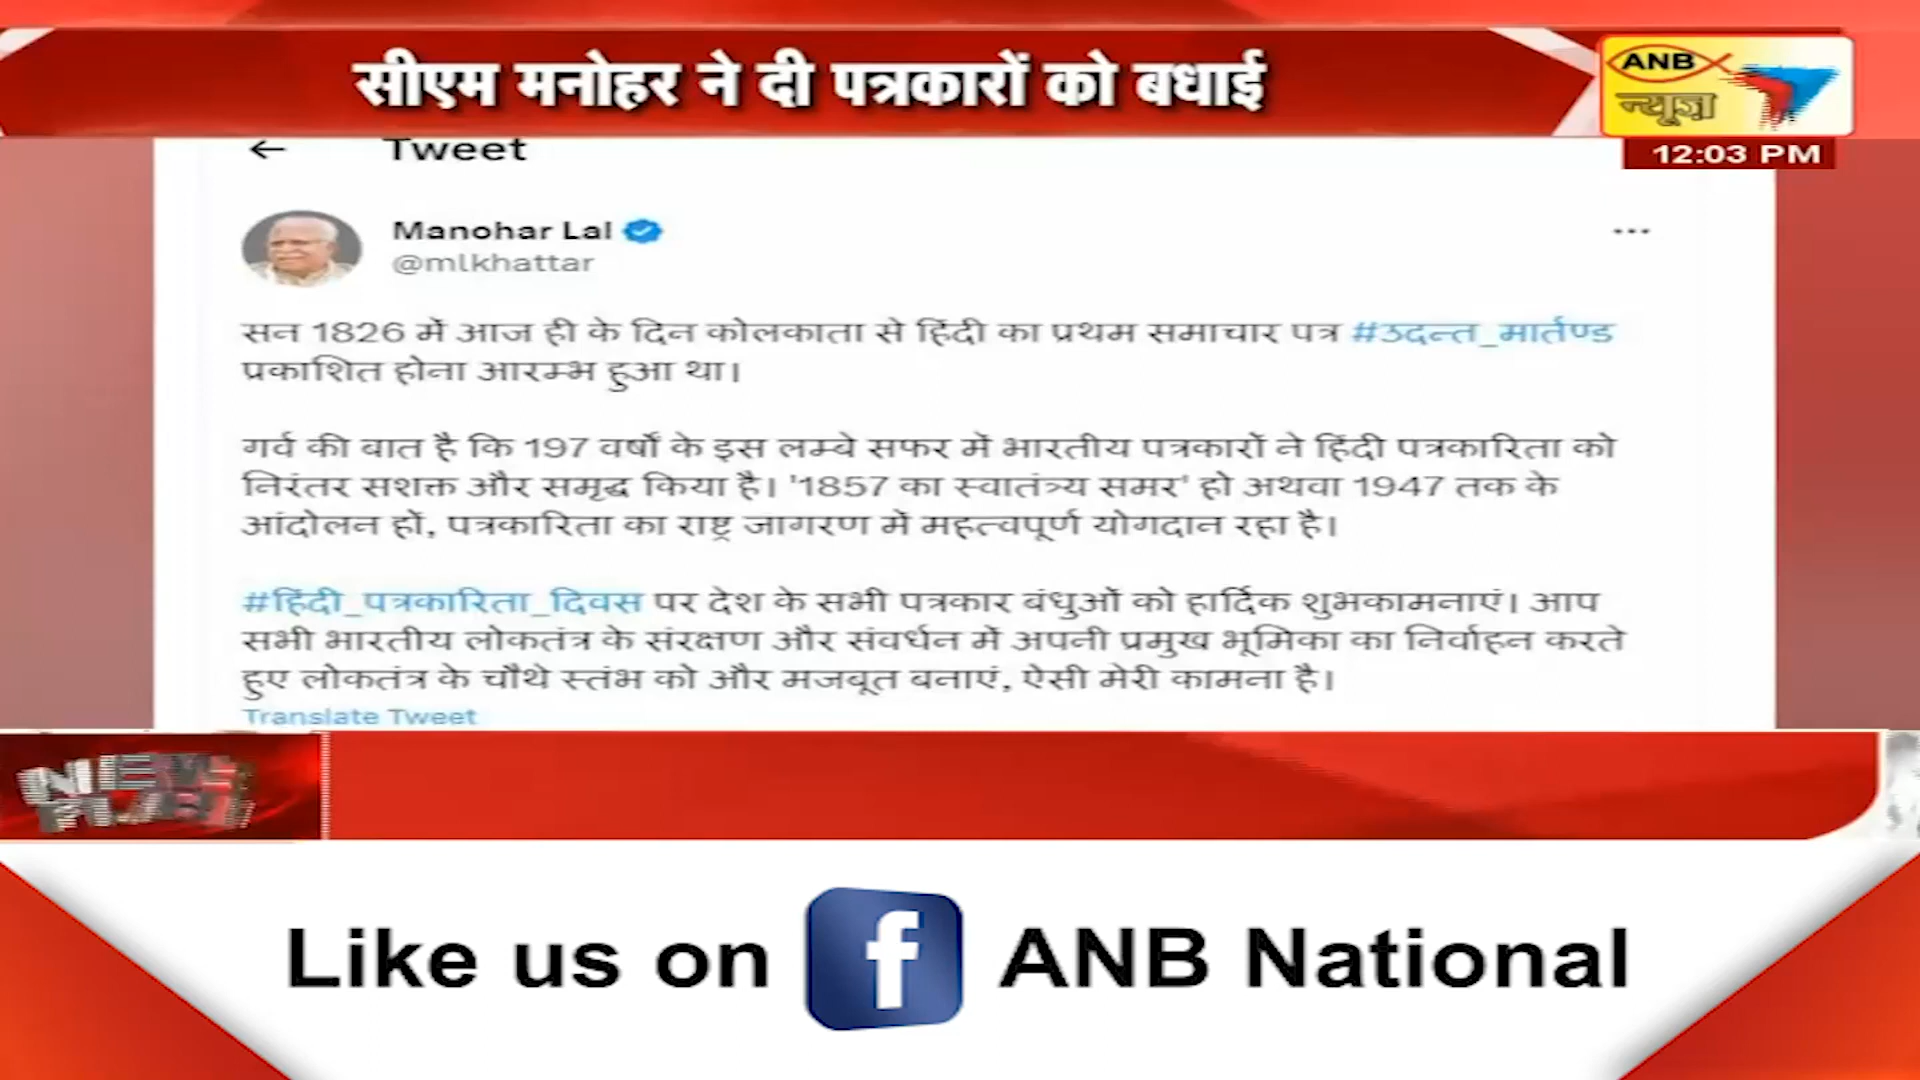 सीएम मनोहर ने दी पत्रकारों को बधाई
ANB
न्यूज़
12:03 PM
Tweet
Manohar Lal
@mlkhattar
सन 1826 में आज ही के दिन कोलकाता से हिंदी का प्रथम समाचार पत्र #उदन्त_मार्तण्ड
प्रकाशित होना आरम्भ हुआ था।
गर्व की बात है कि 197 वर्षों के इस लम्बे सफर में भारतीय पत्रकारों ने हिंदी पत्रकारिता को
निरंतर सशक्त और समृद्ध किया है। '1857 का स्वातंत्र्य समर' हो अथवा 1947 तक के
आंदोलन हों, पत्रकारिता का राष्ट्र जागरण में महत्वपूर्ण योगदान रहा है।
#हिंदी_पत्रकारिता_दिवस पर देश के सभी पत्रकार बंधुओं को हार्दिक शुभकामनाएं। आप
सभी भारतीय लोकतंत्र के संरक्षण और संवर्धन में अपनी प्रमुख भूमिका का निर्वाहन करते
हुए लोकतंत्र के चौथे स्तंभ को और मजबूत बनाएं, ऐसी मेरी कामना है।
Translate Tweet
Like us on f ANB National